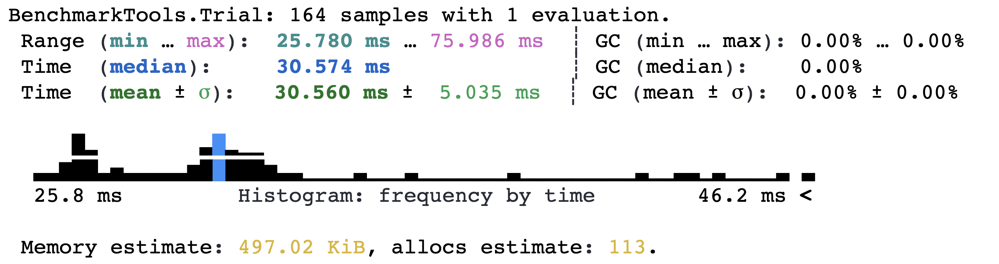 BenchmarkTools.Trial: 164 samples with 1 evaluation.
Range (min … max): 25.780 ms … 75.986 ms ┊ GC (min … max): 0.00% … 0.00%
Time (median): 30.574 ms ┊ GC (median): 0.00%
Time (mean ± σ): 30.560 ms ± 5.035 ms ┊ GC (mean ± σ): 0.00% ± 0.00%
25.8 ms Histogram: frequency by time 46.2 ms <
Memory estimate: 497.02 KiB, allocs estimate: 113.